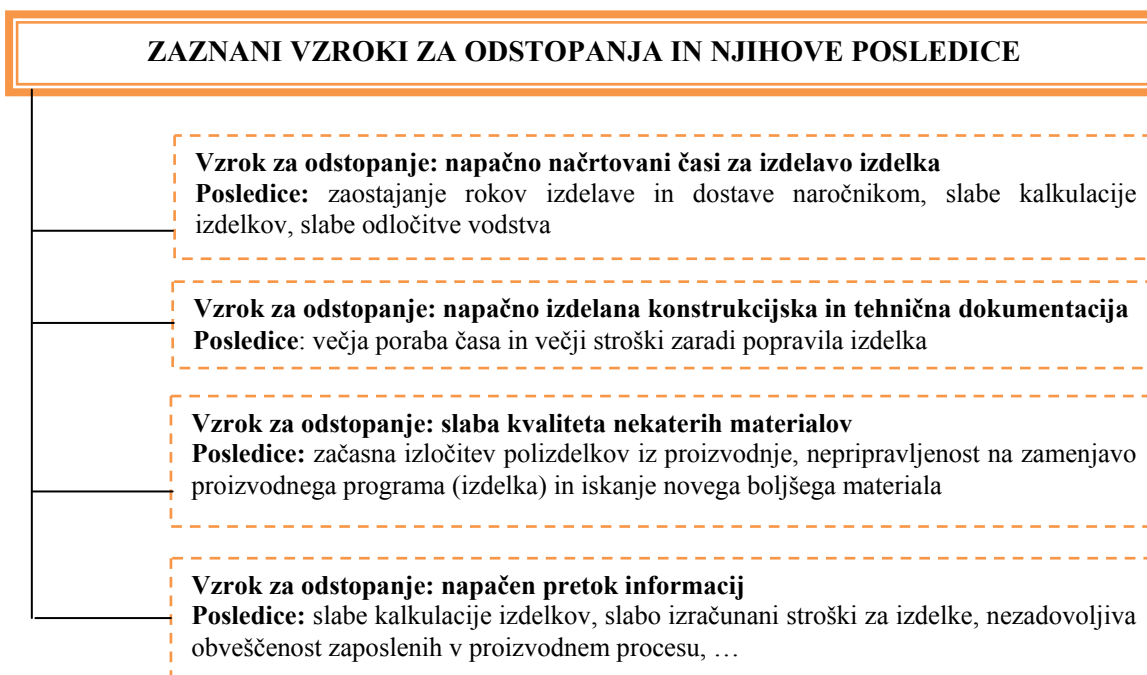 ZAZNANI VZROKI ZA ODSTOPANJA IN NJIHOVE POSLEDICE
Vzrok za odstopanje: napačno načrtovani časi za izdelavo izdelka
Posledice: zaostajanje rokov izdelave in dostave naročnikom, slabe kalkulacije
izdelkov, slabe odločitve vodstva
Vzrok za odstopanje: napačno izdelana konstrukcijska in tehnična dokumentacija
Posledice: večja poraba časa in večji stroški zaradi popravila izdelka
Vzrok za odstopanje: slaba kvaliteta nekaterih materialov
Posledice: začasna izločitev polizdelkov iz proizvodnje, nepripravljenost na zamenjavo
proizvodnega programa (izdelka) in iskanje novega boljšega materiala
Vzrok za odstopanje: napačen pretok informacij
Posledice: slabe kalkulacije izdelkov, slabo izračunani stroški za izdelke, nezadovoljiva
obveščenost zaposlenih v proizvodnem procesu, …